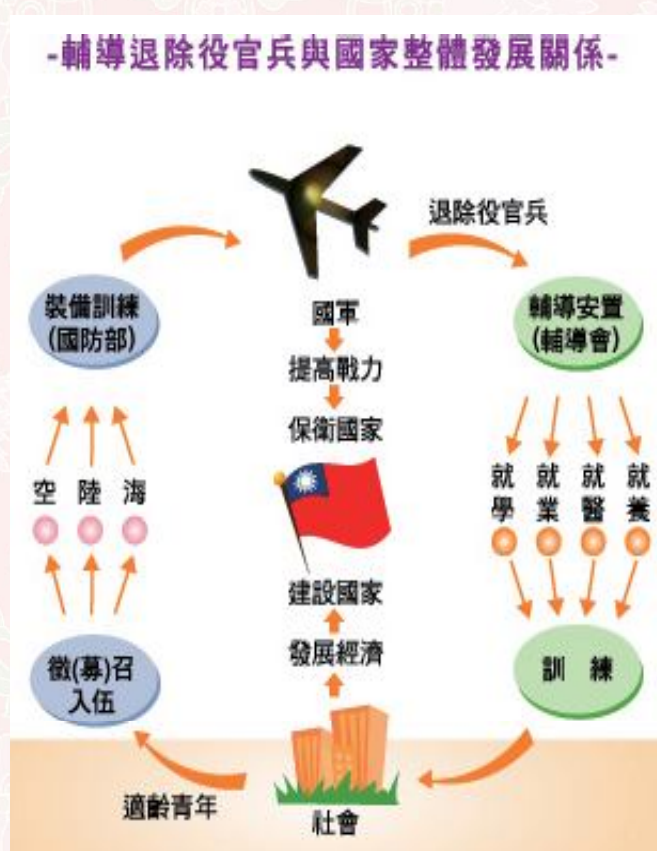 -輔導退除役官兵與國家整體發展關係-
退除役官兵
裝備訓練
(國防部)
國軍
輔導安置
(輔導會)
提高戰力
保衛國家
空 陸 海
就學 就業 就醫 就養
建設國家
發展經濟
徵(募)召
入伍
訓 練
適齡青年
社會